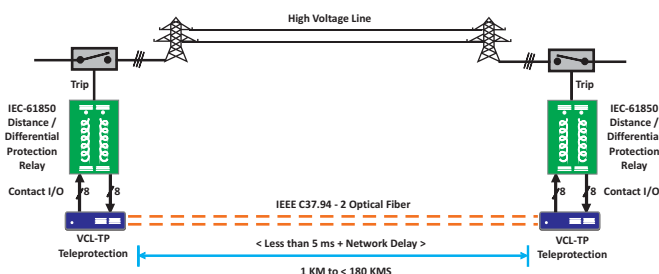 High Voltage Line
Trip
Trip
IEC-61850
Distance /
Differential
Protection
Relay
IEC-61850
Distance /
Differentia
Protection
Relay
Contact I/O
8
8
8
8
Contact I/O
IEEE C37.94 - 2 Optical Fiber
VCL-TP
Teleprotection
< Less than 5 ms + Network Delay >
VCL-TP
Teleprotection
1 KM to < 180 KMS